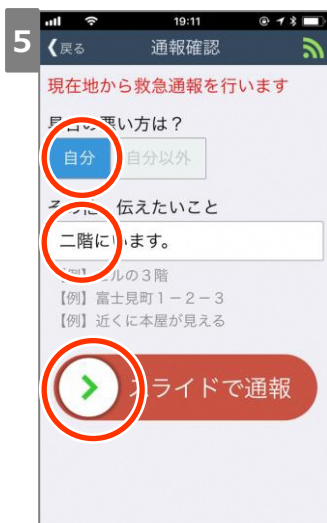 5
19:11
戻る 通報確認
現在地から救急通報を行います
具合の悪い方は？
自分 自分以外
その他 伝えたいこと
二階にいます。
【例】ビルの３階
【例】富士見町１－２－３
【例】近くに本屋が見える
スライドで通報